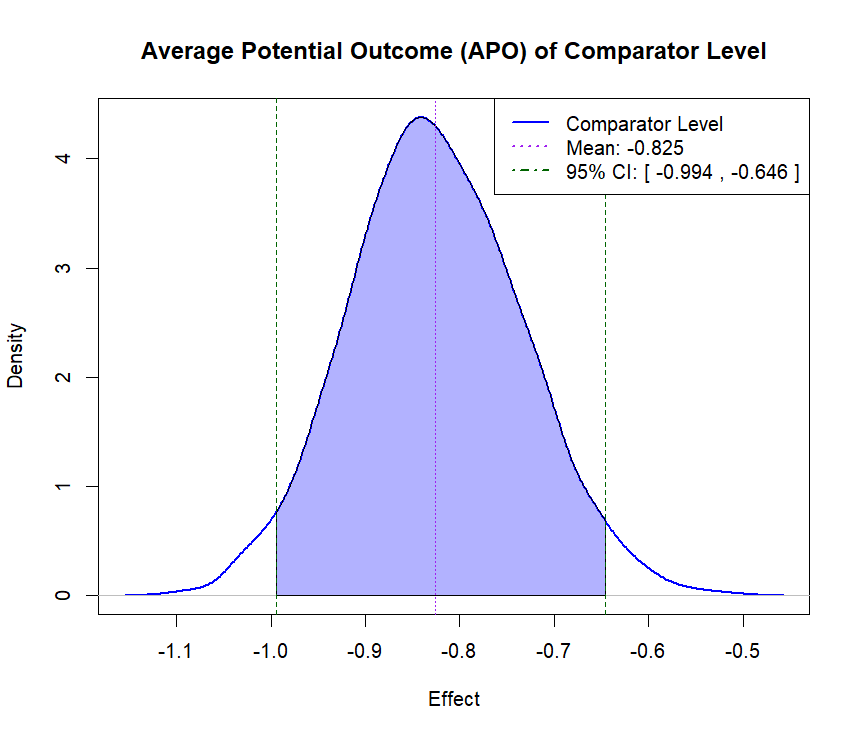 Average Potential Outcome (APO) of Comparator Level
Comparator Level
Mean: -0.825
95% CI: [ -0.994 , -0.646 ]
Density
4
3
2
1
0
-1.1 -1.0 -0.9 -0.8 -0.7 -0.6 -0.5
Effect